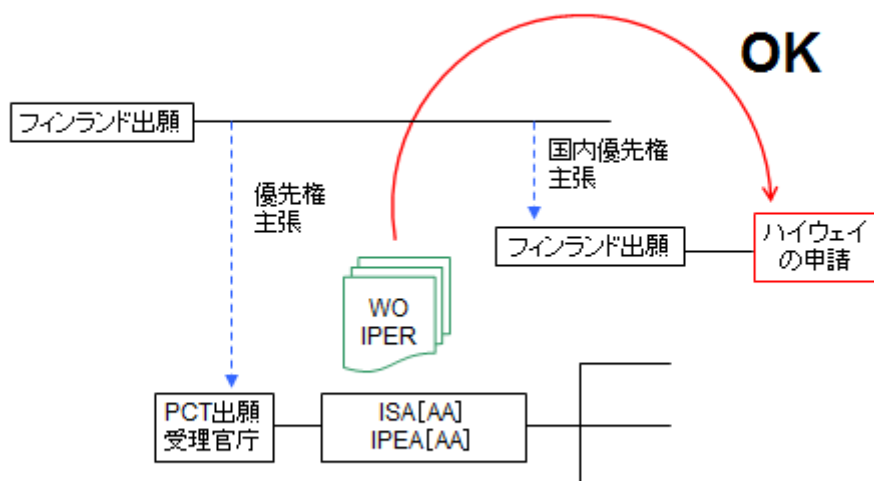 OK
フィンランド出願
優先権
主張
国内優先権
主張
フィンランド出願
ハイウェイ
の申請
WO
IPER
PCT出願
受理官庁
ISA[AA]
IPEA[AA]